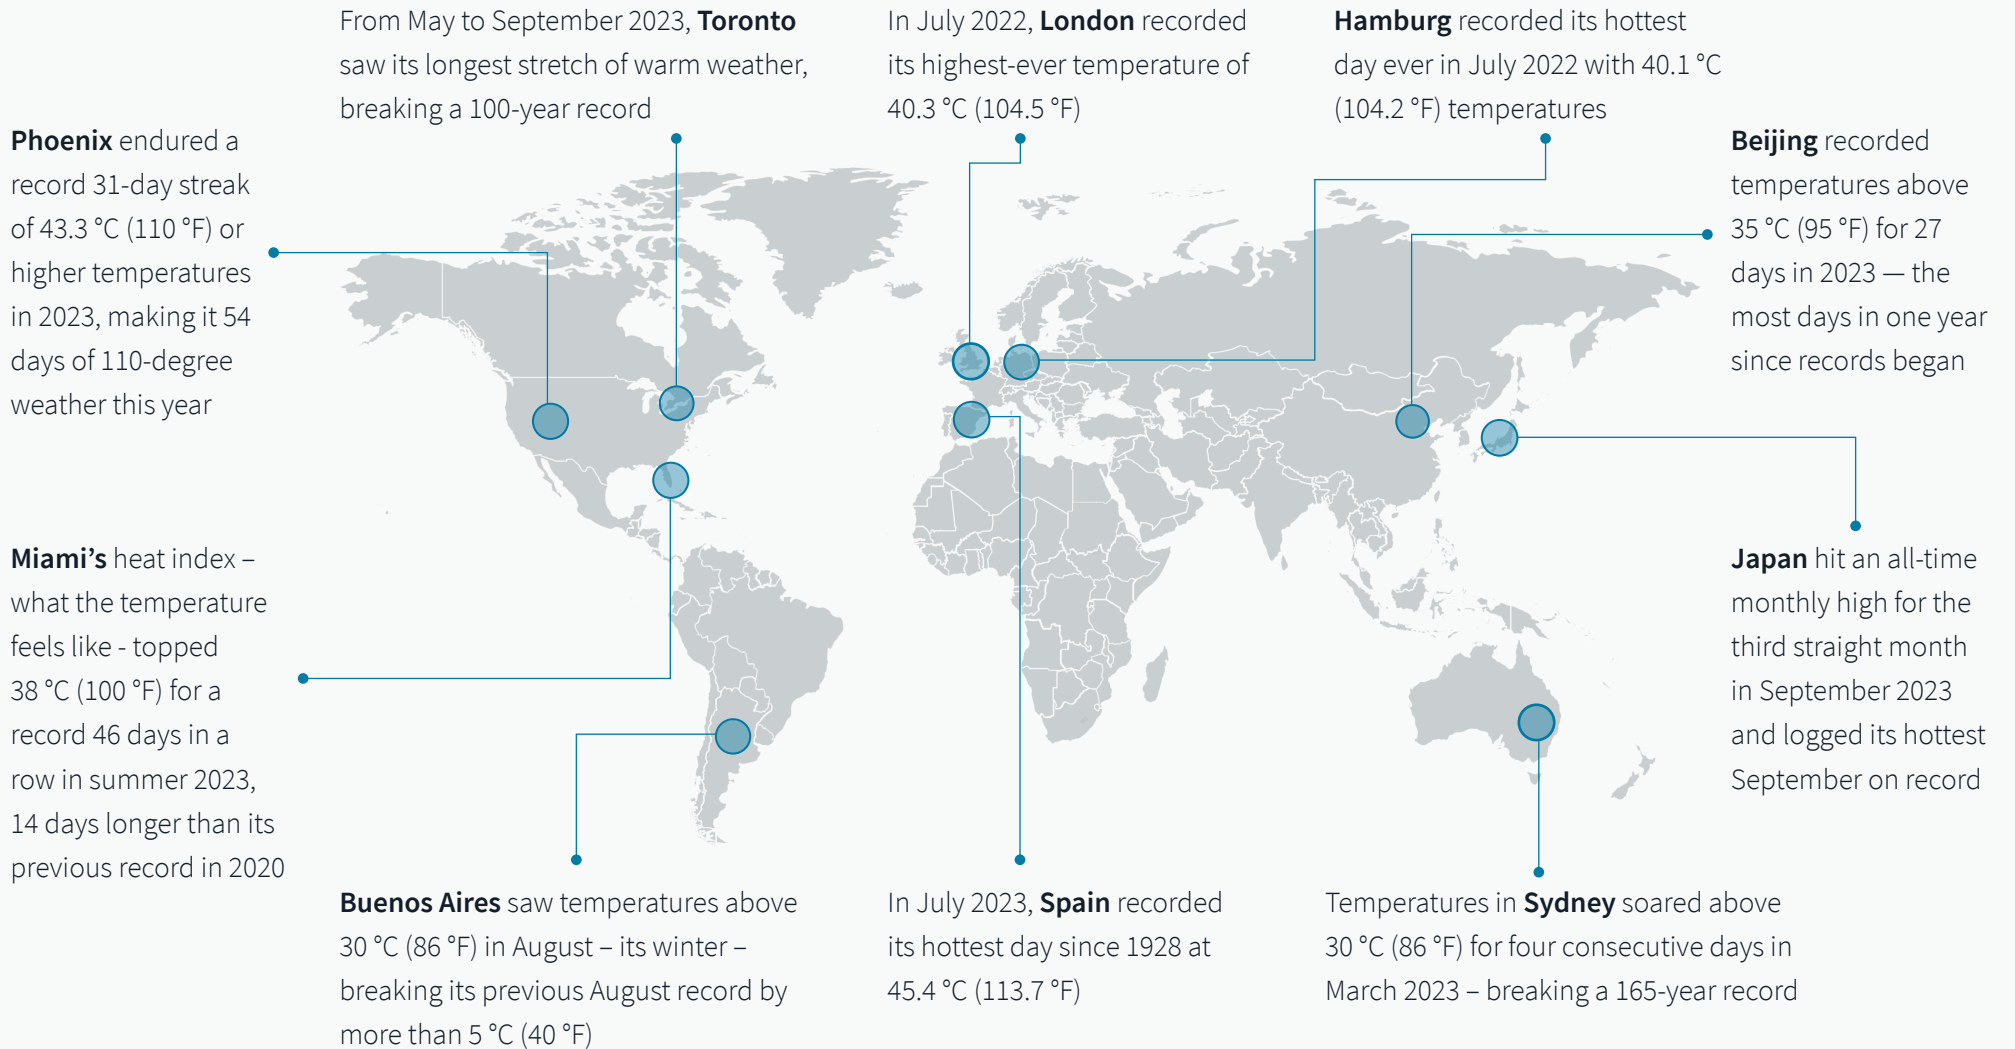 From May to September 2023, Toronto
saw its longest stretch of warm weather,
breaking a 100-year record
In July 2022, London recorded
its highest-ever temperature of
40.3 °C (104.5 °F)
Hamburg recorded its hottest
day ever in July 2022 with 40.1 °C
(104.2 °F) temperatures
Phoenix endured a
record 31-day streak
of 43.3 °C (110 °F) or
higher temperatures
in 2023, making it 54
days of 110-degree
weather this year
Beijing recorded
temperatures above
35 °C (95 °F) for 27
days in 2023 — the
most days in one year
since records began
Miami’s heat index –
what the temperature
feels like - topped
38 °C (100 °F) for a
record 46 days in a
row in summer 2023,
14 days longer than its
previous record in 2020
Japan hit an all-time
monthly high for the
third straight month
in September 2023
and logged its hottest
September on record
Buenos Aires saw temperatures above
30 °C (86 °F) in August – its winter –
breaking its previous August record by
more than 5 °C (40 °F)
In July 2023, Spain recorded
its hottest day since 1928 at
45.4 °C (113.7 °F)
Temperatures in Sydney soared above
30 °C (86 °F) for four consecutive days in
March 2023 – breaking a 165-year record